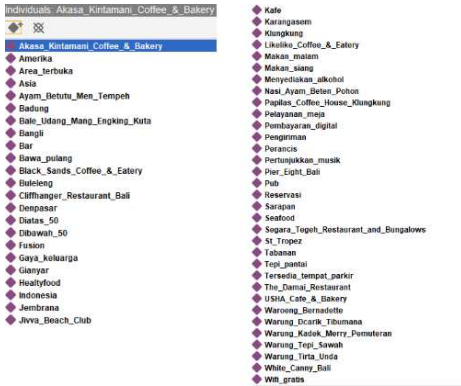 Individuals: Akasa_Kintamani_Coffee_&_Bakery
Akasa_Kintamani_Coffee_&_Bakery
Amerika
Area_terbuka
Asia
Ayam_Betutu_Men_Tempeh
Badung
Bale_Udang_Mang_Engking_Kuta
Bangli
Bar
Bawa_pulang
Black_Sands_Coffee_&_Eatery
Buleleng
Cliffhanger_Restaurant_Bali
Denpasar
Diatas_50
Dibawah_50
Fusion
Gaya_keluarga
Gianyar
Healtyfood
Indonesia
Jembrana
Jivva_Beach_Club
Kafe
Karangasem
Klungkung
Likeliko_Coffee_&_Eatery
Makan_malam
Makan_siang
Menyediakan_alkohol
Nasi_Ayam_Beten_Pohon
Papilas_Coffee_House_Klungkung
Pelayanan_meja
Pembayaran_digital
Pengiriman
Perancis
Pertunjukkan_musik
Pier_Eight_Bali
Pub
Reservasi
Sarapan
Seafood
Segara_Tegeh_Restaurant_and_Bungalows
St_Tropez
Tabanan
Tepi_pantai
Tersedia_tempat_parkir
The_Damai_Restaurant
USHA_Cafe_&_Bakery
Waroeng_Bernadette
Warung_Dcarik_Tibumana
Warung_Kadek_Merry_Pemuteran
Warung_Tepi_Sawah
Warung_Tirta_Unda
White_Canny_Bali
Wifi_gratis